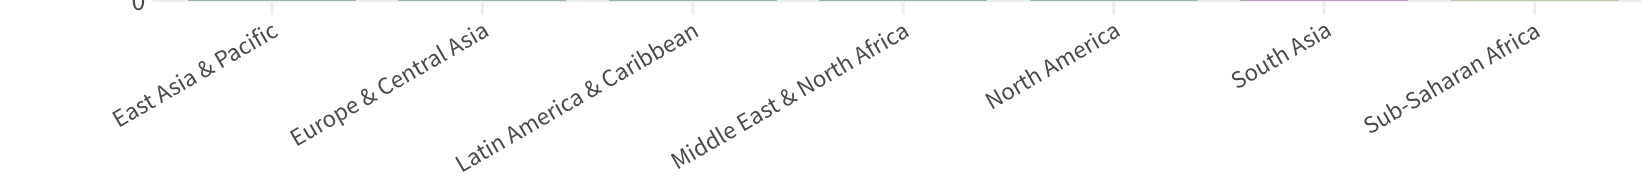 0
East Asia & Pacific
Europe & Central Asia
Latin America & Caribbean
Middle East & North Africa
North America
South Asia
Sub-Saharan Africa